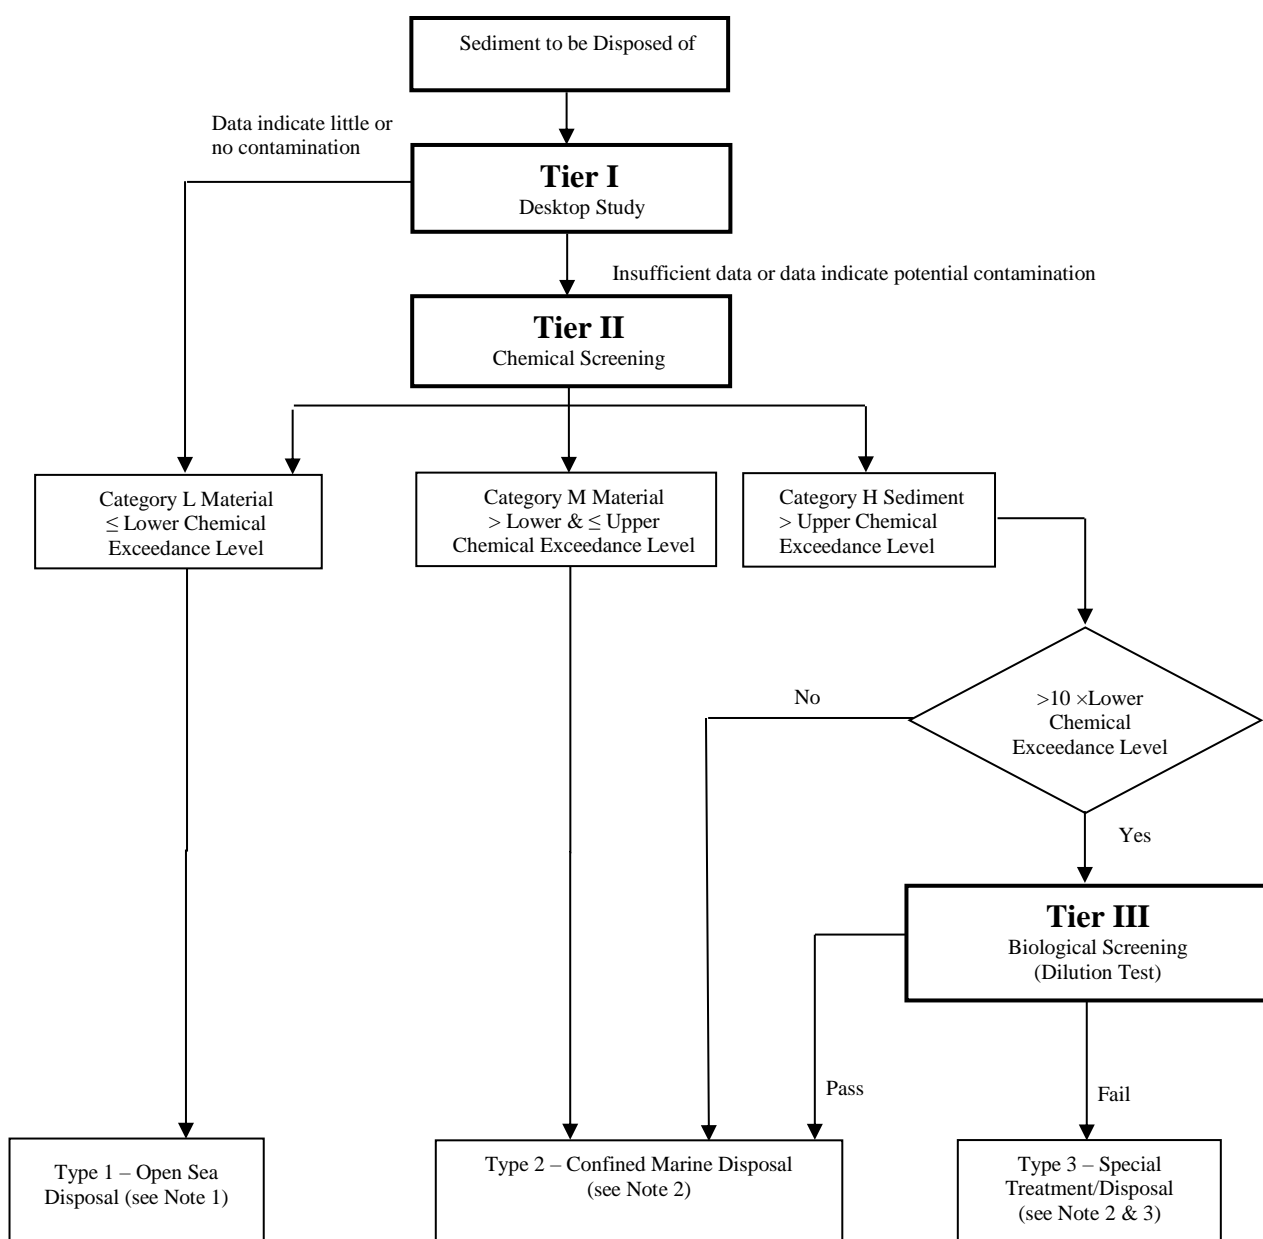 Sediment to be Disposed of
Data indicate little or
no contamination
Tier I
Desktop Study
Insufficient data or data indicate potential contamination
Tier II
Chemical Screening
Category L Material
≤ Lower Chemical
Exceedance Level
Category M Material
> Lower & ≤ Upper
Chemical Exceedance Level
Category H Sediment
> Upper Chemical
Exceedance Level
No
>10 ×Lower
Chemical
Exceedance Level
Yes
Tier III
Biological Screening
(Dilution Test)
Pass
Fail
Type 1 – Open Sea
Disposal (see Note 1)
Type 2 – Confined Marine Disposal
(see Note 2)
Type 3 – Special
Treatment/Disposal
(see Note 2 & 3)